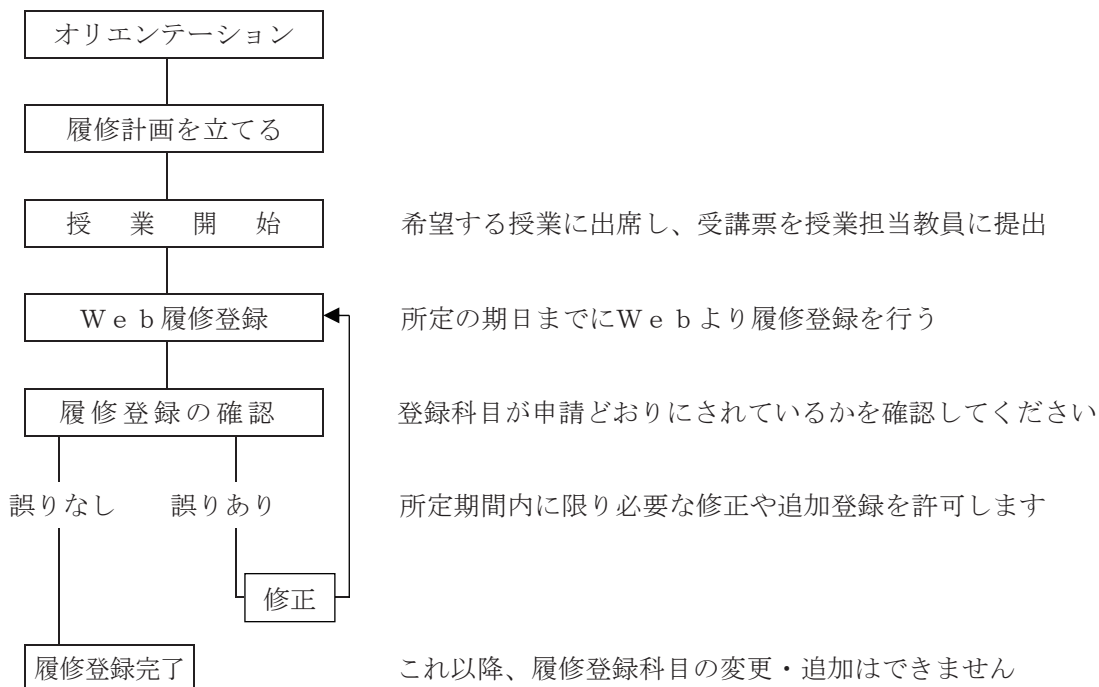 オリエンテーション
履修計画を立てる
授業開始 希望する授業に出席し、受講票を授業担当教員に提出
Ｗｅｂ履修登録 所定の期日までにＷｅｂより履修登録を行う
履修登録の確認 登録科目が申請どおりにされているかを確認してください
誤りなし 誤りあり 所定期間内に限り必要な修正や追加登録を許可します
修正
履修登録完了 これ以降、履修登録科目の変更・追加はできません